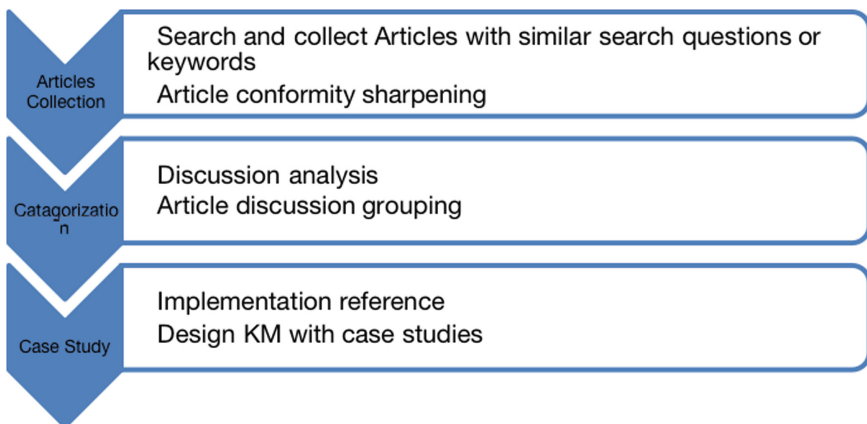 Articles
Collection
Search and collect Articles with similar search questions or
keywords
Article conformity sharpening
Catagorizatio
n
Discussion analysis
Article discussion grouping
Case Study
Implementation reference
Design KM with case studies